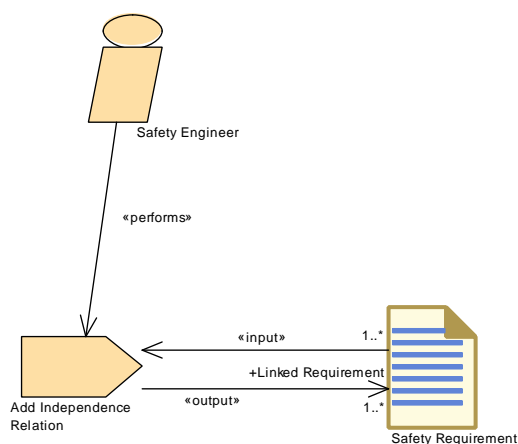 Safety Engineer
«performs»
«input»
1..*
+Linked Requirement
«output»
1..*
Add Independence
Relation
Safety Requirement